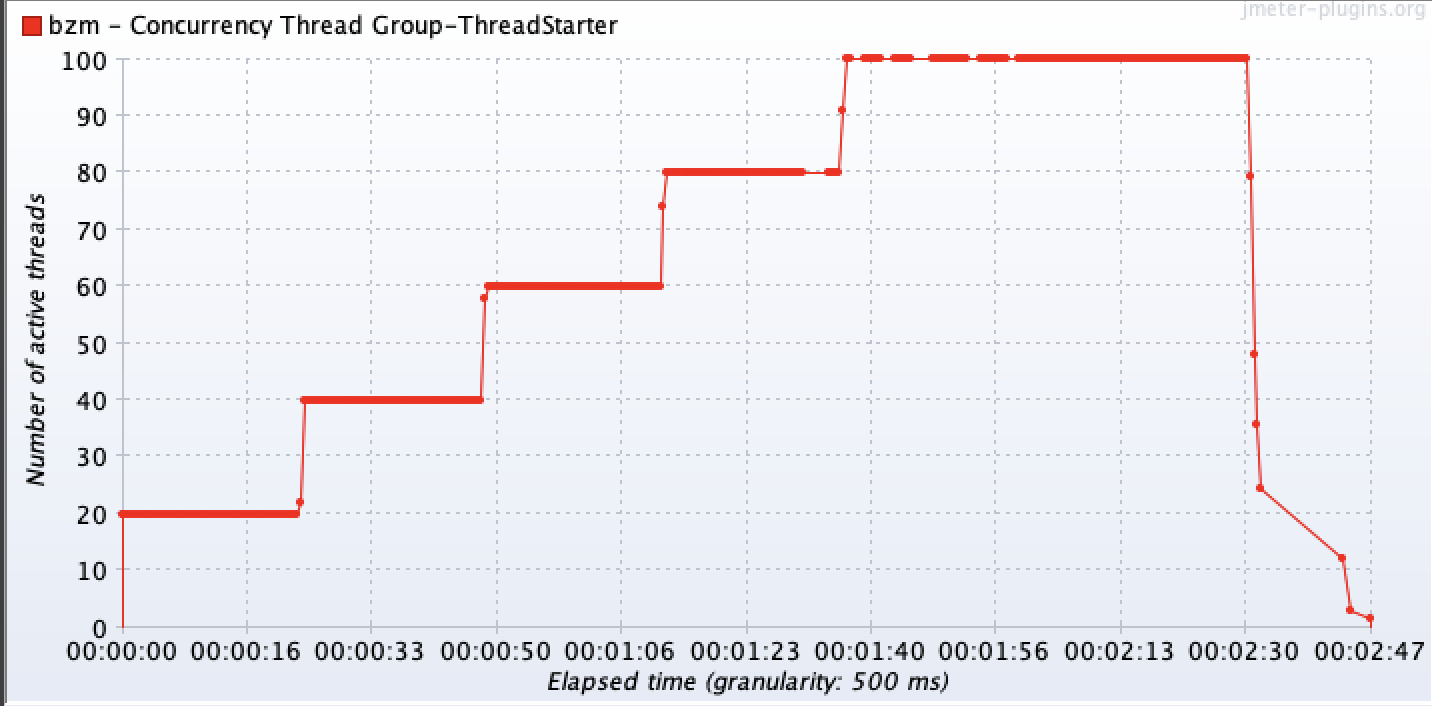 jmeter-plugins.org
bzm - Concurrency Thread Group-ThreadStarter
100
90
80
70
60
50
40
30
20
10
0
Number of active threads
00:00:00 00:00:16 00:00:33 00:00:50 00:01:06 00:01:23 00:01:40 00:01:56 00:02:13 00:02:30 00:02:47
Elapsed time (granularity: 500 ms)